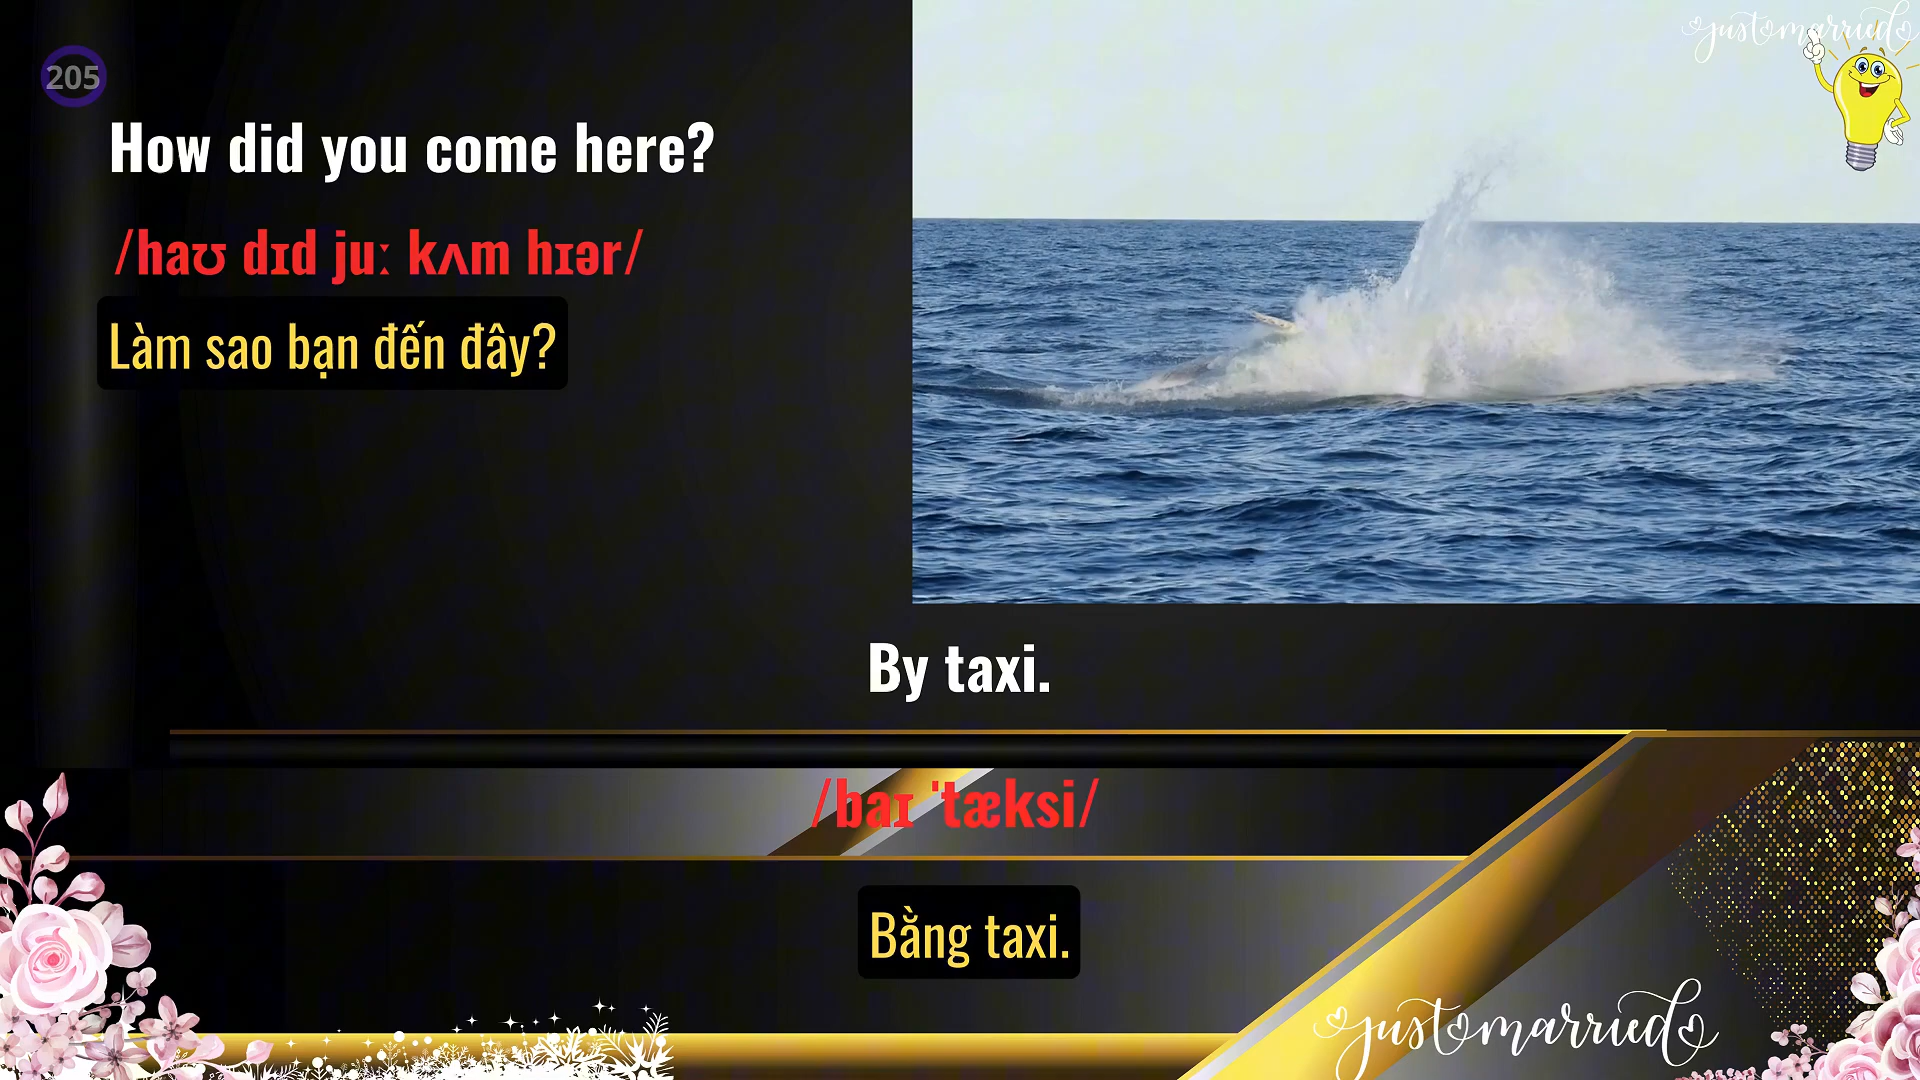 justmarried
205
How did you come here?
/haʊ dɪd juː kʌm hɪər/
Làm sao bạn đến đây?
By taxi.
/baɪ ˈtæksi/
Bằng taxi.
justmarried